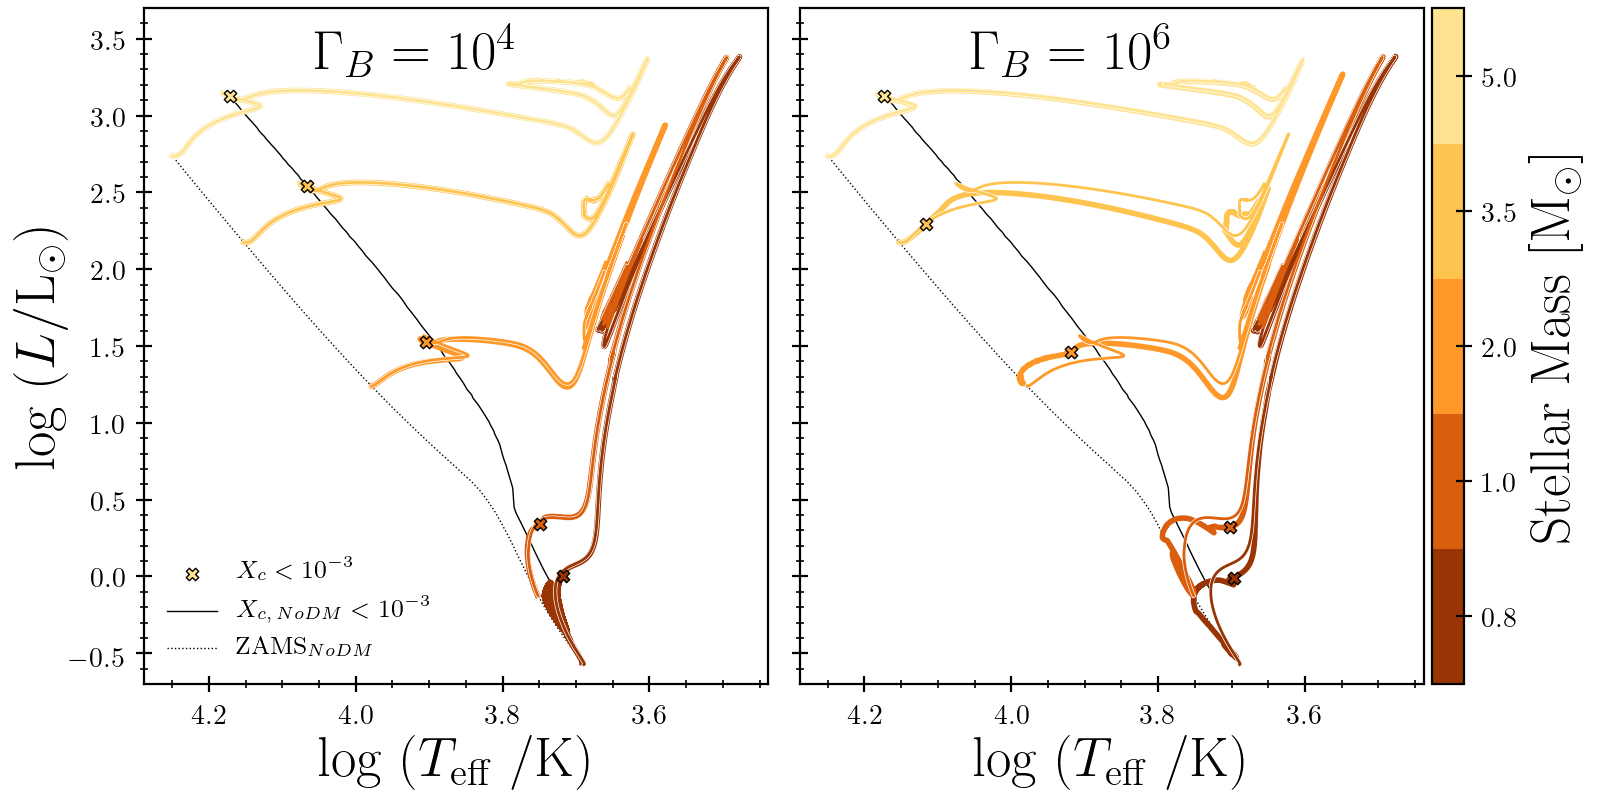 Γ_B = 10^4
Γ_B = 10^6
log (L/L_⊙)
3.5
3.0
2.5
2.0
1.5
1.0
0.5
0.0
−0.5
X_c < 10^−3
X_{c, NoDM} < 10^−3
ZAMS_{NoDM}
4.2 4.0 3.8 3.6
4.2 4.0 3.8 3.6
log (T_eff /K)
log (T_eff /K)
5.0
3.5
2.0
1.0
0.8
Stellar Mass [M_⊙]